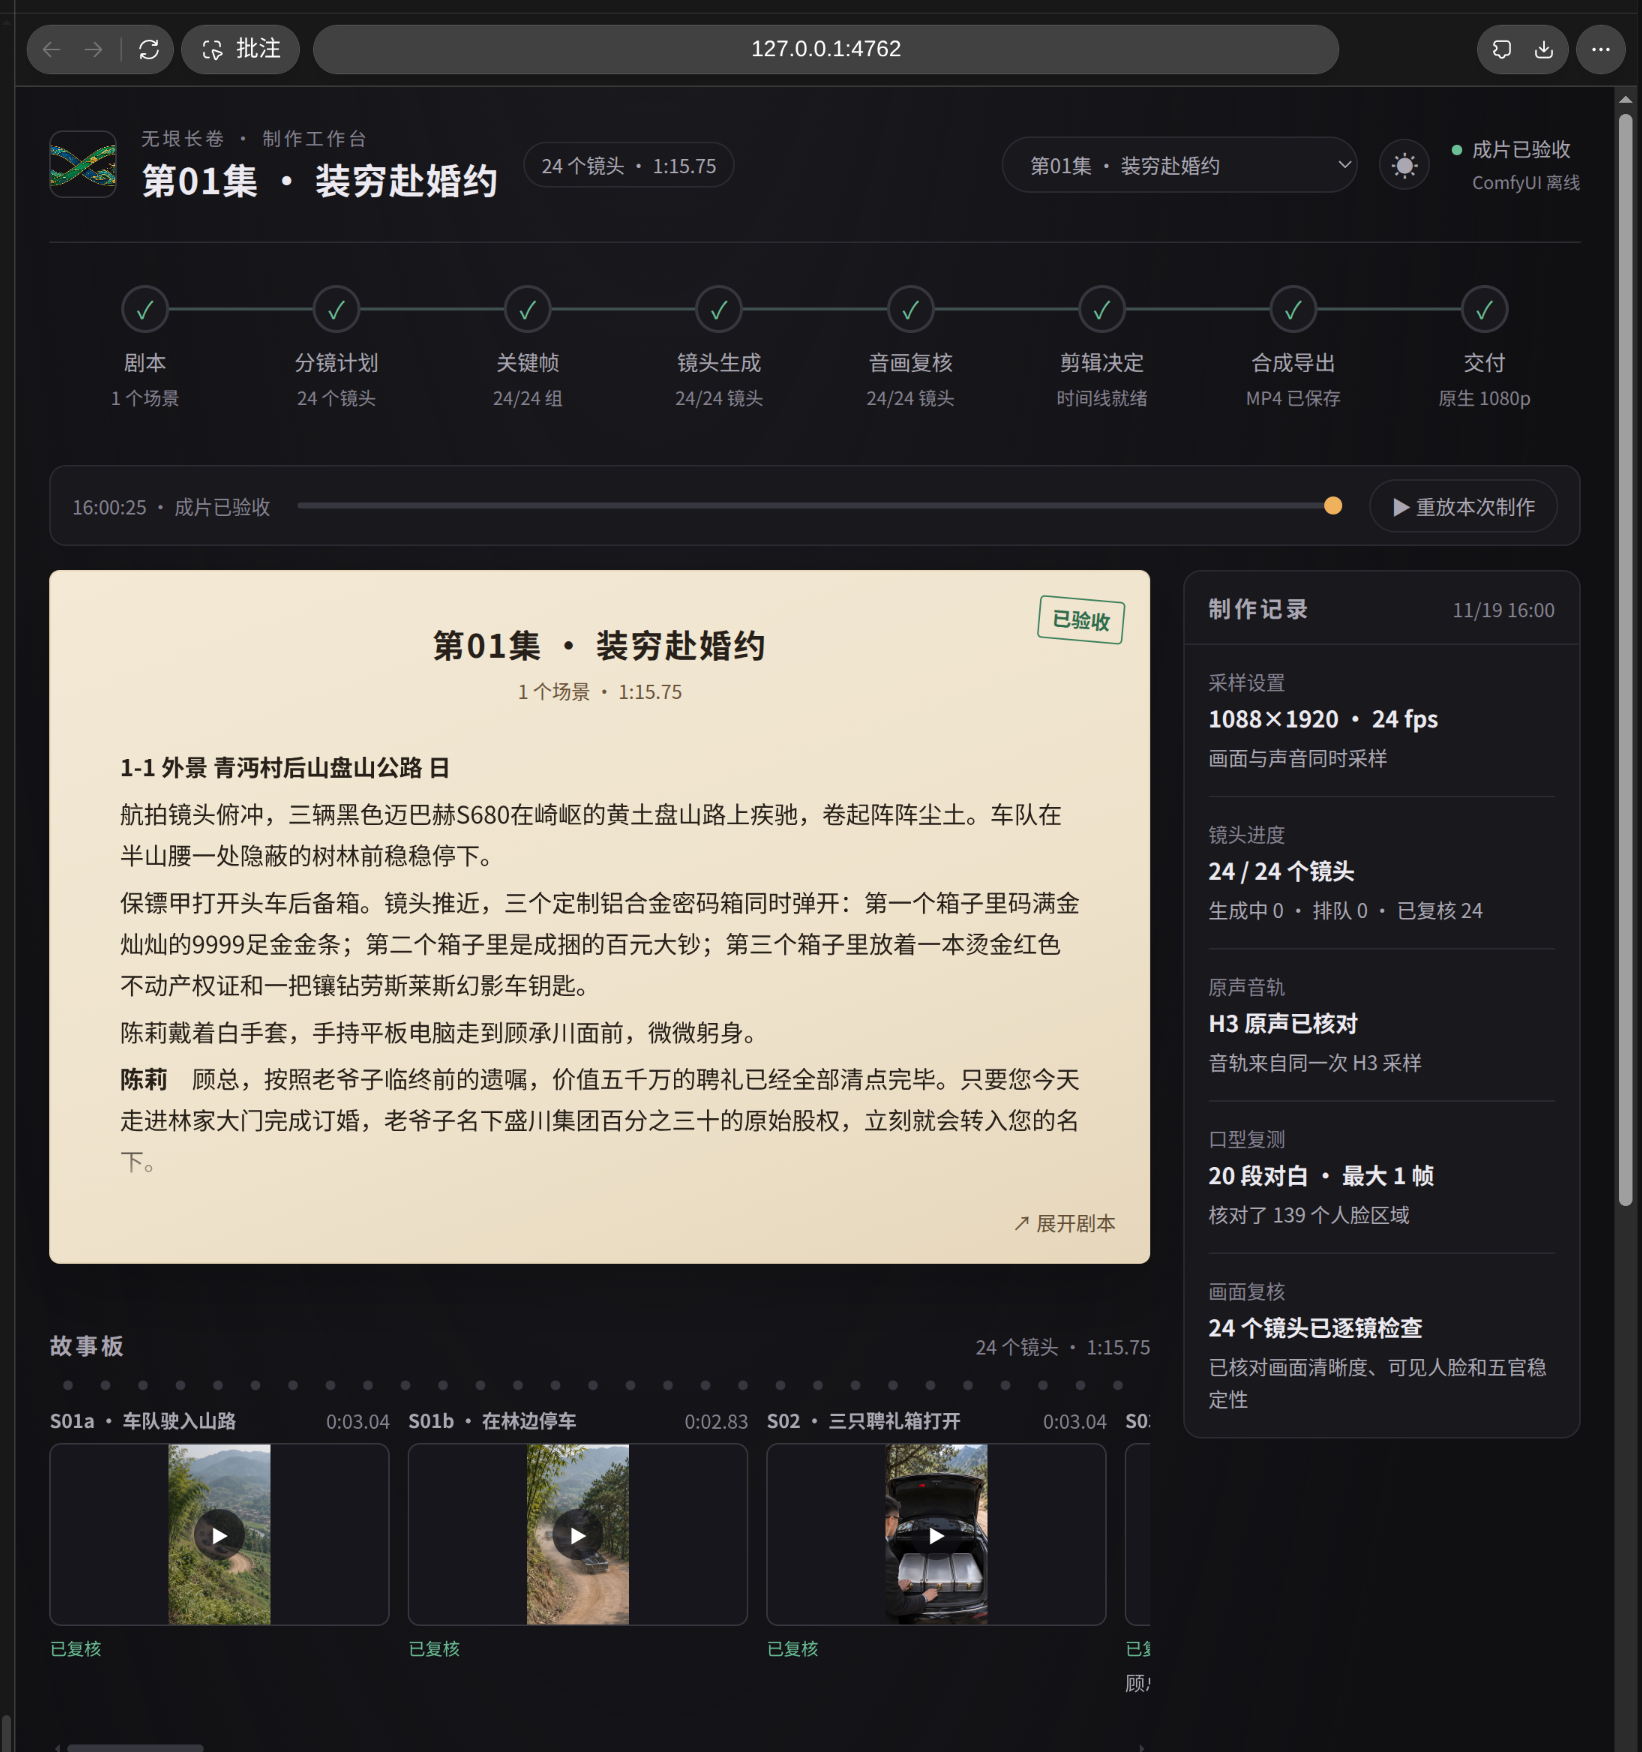 批注
127.0.0.1:4762
无垠长卷 · 制作工作台
第01集 · 装穷赴婚约
24 个镜头 · 1:15.75
第01集 · 装穷赴婚约
成片已验收
ComfyUI 离线
剧本
分镜计划
关键帧
镜头生成
音画复核
剪辑决定
合成导出
交付
1 个场景
24 个镜头
24/24 组
24/24 镜头
24/24 镜头
时间线就绪
MP4 已保存
原生 1080p
16:00:25 · 成片已验收
▶ 重放本次制作
已验收
第01集 · 装穷赴婚约
1 个场景 · 1:15.75
1-1 外景 青沔村后山盘山公路 日
航拍镜头俯冲，三辆黑色迈巴赫S680在崎岖的黄土盘山路上疾驰，卷起阵阵尘土。车队在
半山腰一处隐蔽的树林前稳稳停下。
保镖甲打开头车后备箱。镜头推近，三个定制铝合金密码箱同时弹开：第一个箱子里码满金
灿灿的9999足金金条；第二个箱子里是成捆的百元大钞；第三个箱子里放着一本烫金红色
不动产权证和一把镶钻劳斯莱斯幻影车钥匙。
陈莉戴着白手套，手持平板电脑走到顾承川面前，微微躬身。
陈莉 顾总，按照老爷子临终前的遗嘱，价值五千万的聘礼已经全部清点完毕。只要您今天
走进林家大门完成订婚，老爷子名下盛川集团百分之三十的原始股权，立刻就会转入您的名
下。
↗ 展开剧本
制作记录
11/19 16:00
采样设置
1088×1920 · 24 fps
画面与声音同时采样
镜头进度
24 / 24 个镜头
生成中 0 · 排队 0 · 已复核 24
原声音轨
H3 原声已核对
音轨来自同一次 H3 采样
口型复测
20 段对白 · 最大 1 帧
核对了 139 个人脸区域
画面复核
24 个镜头已逐镜检查
已核对画面清晰度、可见人脸和五官稳
定性
故事板
24 个镜头 · 1:15.75
S01a · 车队驶入山路
0:03.04
S01b · 在林边停车
0:02.83
S02 · 三只聘礼箱打开
0:03.04
已复核
已复核
已复核